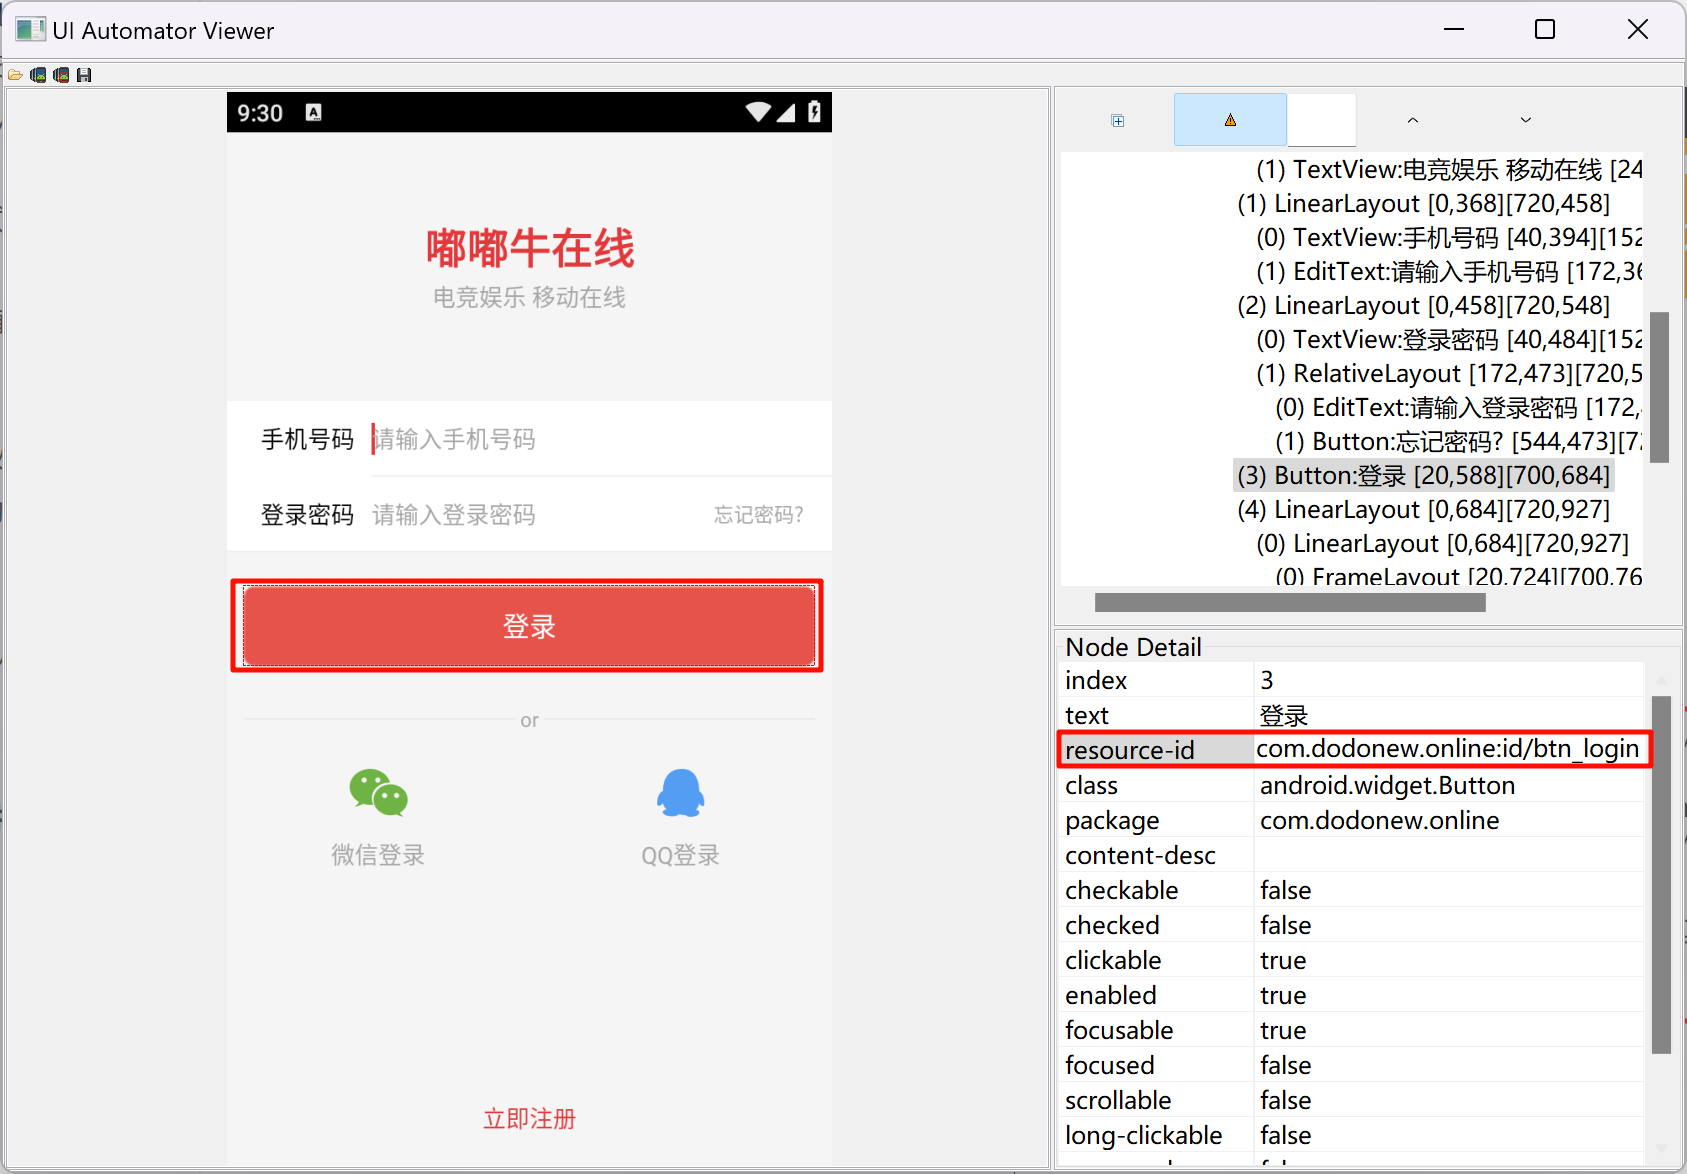 UI Automator Viewer
9:30
嘟嘟牛在线
电竞娱乐 移动在线
手机号码 请输入手机号码
登录密码 请输入登录密码 忘记密码?
登录
or
微信登录 QQ登录
立即注册
(1) TextView:电竞娱乐 移动在线 [24
(1) LinearLayout [0,368][720,458]
(0) TextView:手机号码 [40,394][152
(1) EditText:请输入手机号码 [172,36
(2) LinearLayout [0,458][720,548]
(0) TextView:登录密码 [40,484][152
(1) RelativeLayout [172,473][720,5
(0) EditText:请输入登录密码 [172,
(1) Button:忘记密码? [544,473][72
(3) Button:登录 [20,588][700,684]
(4) LinearLayout [0,684][720,927]
(0) LinearLayout [0,684][720,927]
(0) FrameLayout [20,724][700,76
Node Detail
index 3
text 登录
resource-id com.dodonew.online:id/btn_login
class android.widget.Button
package com.dodonew.online
content-desc
checkable false
checked false
clickable true
enabled true
focusable true
focused false
scrollable false
long-clickable false